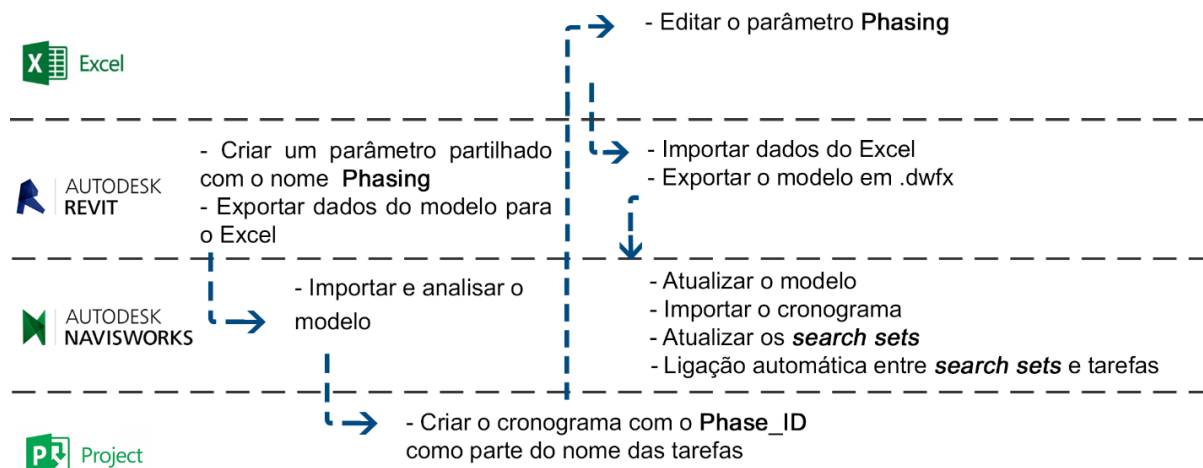 Excel
- Editar o parâmetro Phasing
AUTODESK
REVIT
- Criar um parâmetro partilhado
com o nome Phasing
- Exportar dados do modelo para
o Excel
- Importar dados do Excel
- Exportar o modelo em .dwfx
AUTODESK
NAVISWORKS
- Importar e analisar o
modelo
- Atualizar o modelo
- Importar o cronograma
- Atualizar os search sets
- Ligação automática entre search sets e tarefas
Project
- Criar o cronograma com o Phase_ID
como parte do nome das tarefas